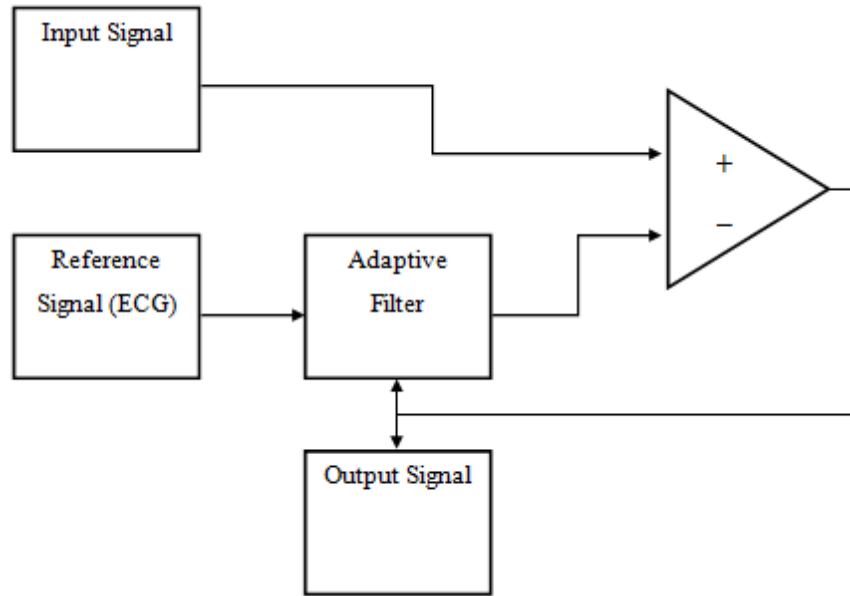 Input Signal
+
−
Reference
Signal (ECG)
Adaptive
Filter
Output Signal